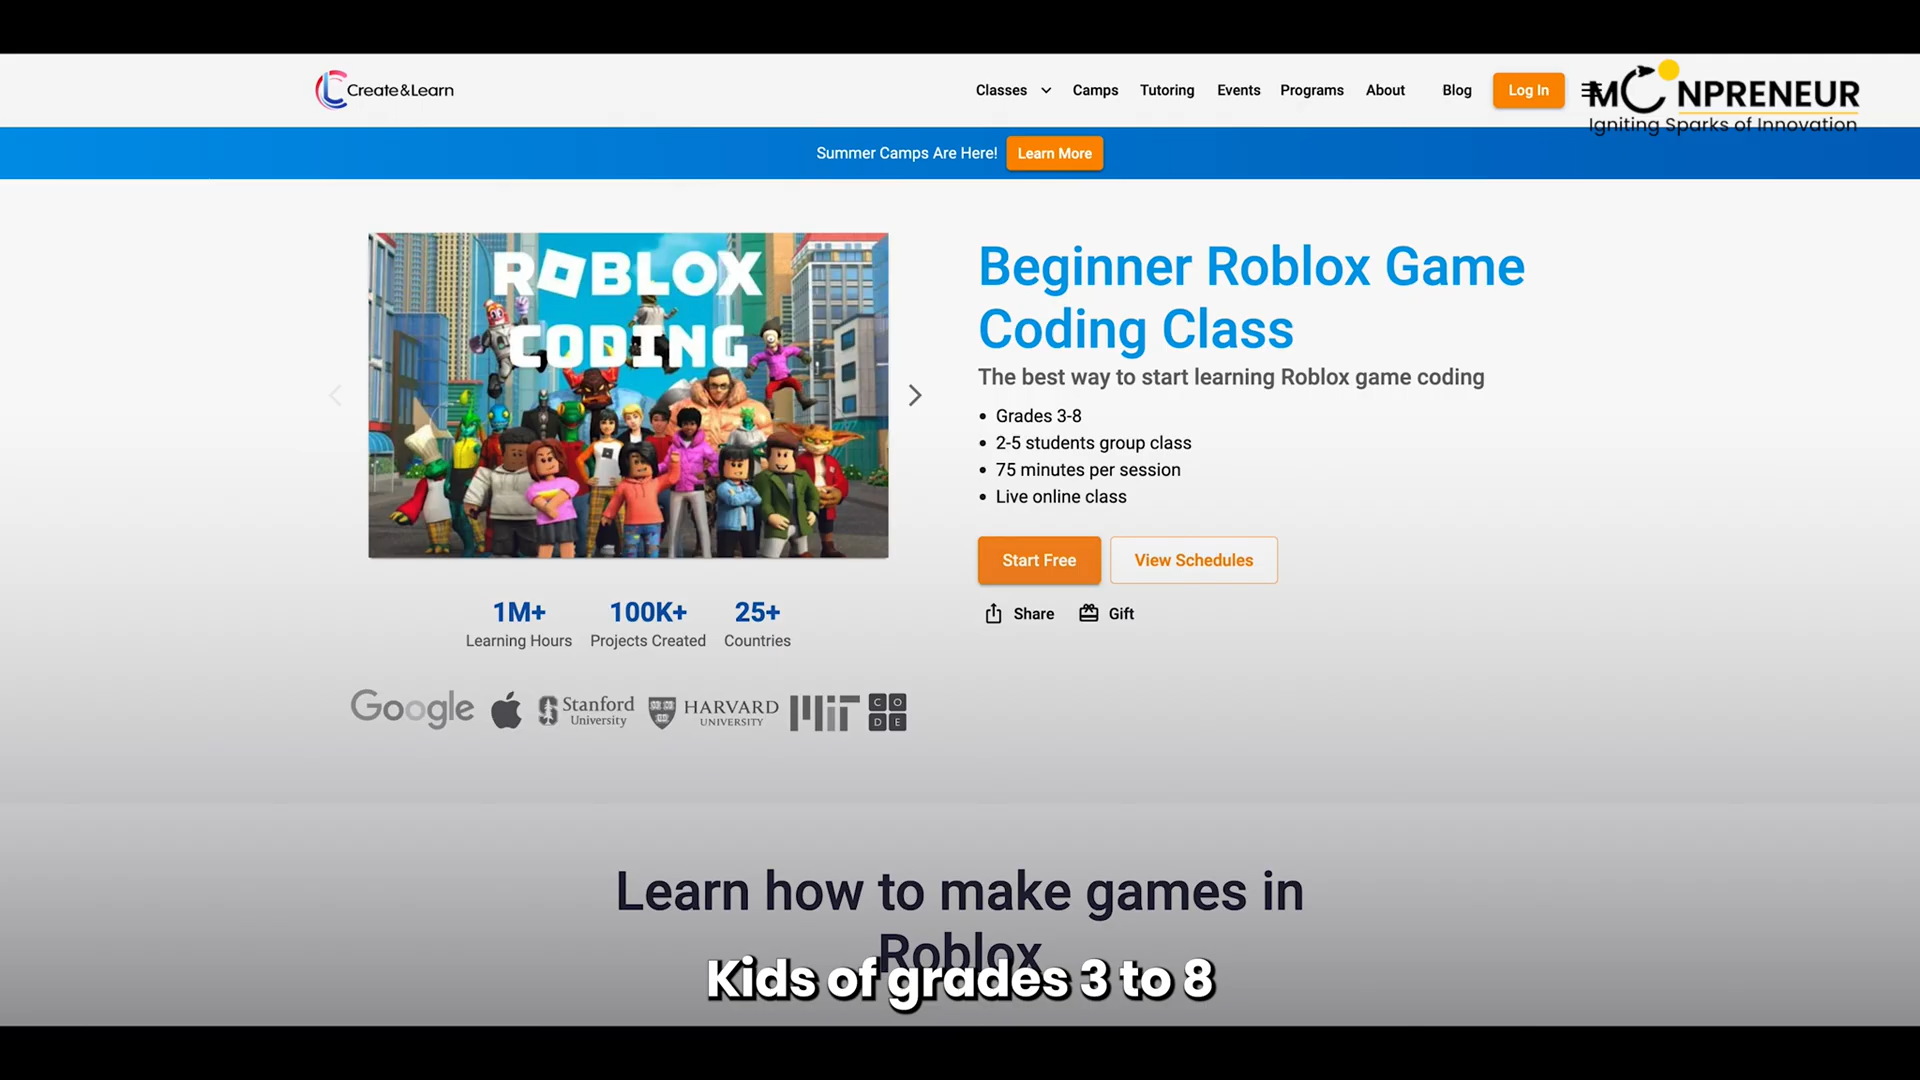 Create&Learn
Classes
Camps
Tutoring
Events
Programs
About
Blog
Log In
MOONPRENEUR
Igniting Sparks of Innovation
Summer Camps Are Here!
Learn More
ROBLOX
CODING
Beginner Roblox Game
Coding Class
The best way to start learning Roblox game coding
• Grades 3-8
• 2-5 students group class
• 75 minutes per session
• Live online class
Start Free
View Schedules
Share
Gift
1M+
Learning Hours
100K+
Projects Created
25+
Countries
Google
Stanford
University
HARVARD
UNIVERSITY
MIT
CO
DE
Learn how to make games in
Roblox
Kids of grades 3 to 8